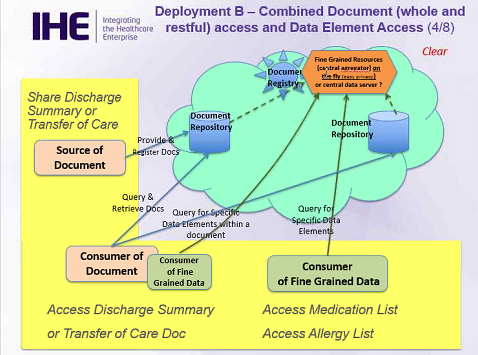 IHE
Integrating
the Healthcare
Enterprise
Deployment B – Combined Document (whole and
restful) access and Data Element Access (4/8)
Clear
Fine Grained Resources
on
the fly
or central data server ?
Document
Registry
Share Discharge
Summary or
Transfer of Care
Document
Repository
Document
Repository
Source of
Document
Provide &
Register Docs
Query &
Retrieve Docs
Query for Specific
Data Elements within a
document
Query for
Specific Data
Elements
Consumer of
Document
Consumer
of Fine
Grained Data
Consumer
of Fine Grained Data
Access Discharge Summary
or Transfer of Care Doc
Access Medication List
Access Allergy List